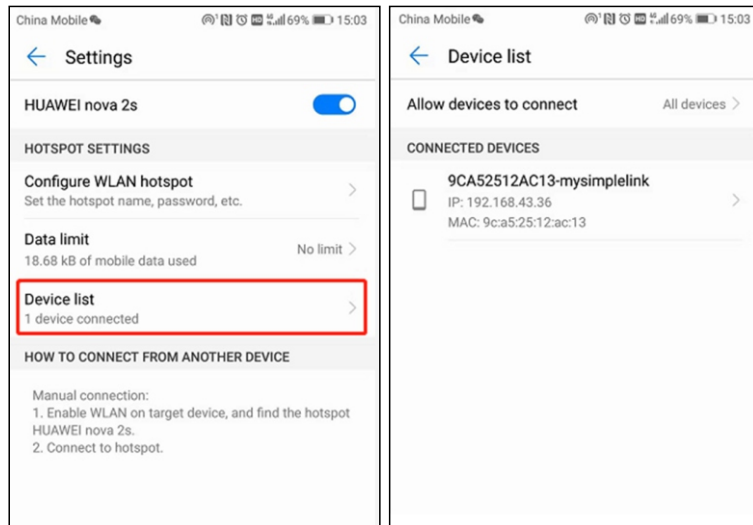 China Mobile
69%
15:03
Settings
HUAWEI nova 2s
HOTSPOT SETTINGS
Configure WLAN hotspot
Set the hotspot name, password, etc.
Data limit
18.68 kB of mobile data used
No limit
Device list
1 device connected
HOW TO CONNECT FROM ANOTHER DEVICE
Manual connection:
1. Enable WLAN on target device, and find the hotspot
HUAWEI nova 2s.
2. Connect to hotspot.
China Mobile
69%
15:03
Device list
Allow devices to connect
All devices
CONNECTED DEVICES
9CA52512AC13-mysimplelink
IP: 192.168.43.36
MAC: 9c:a5:25:12:ac:13